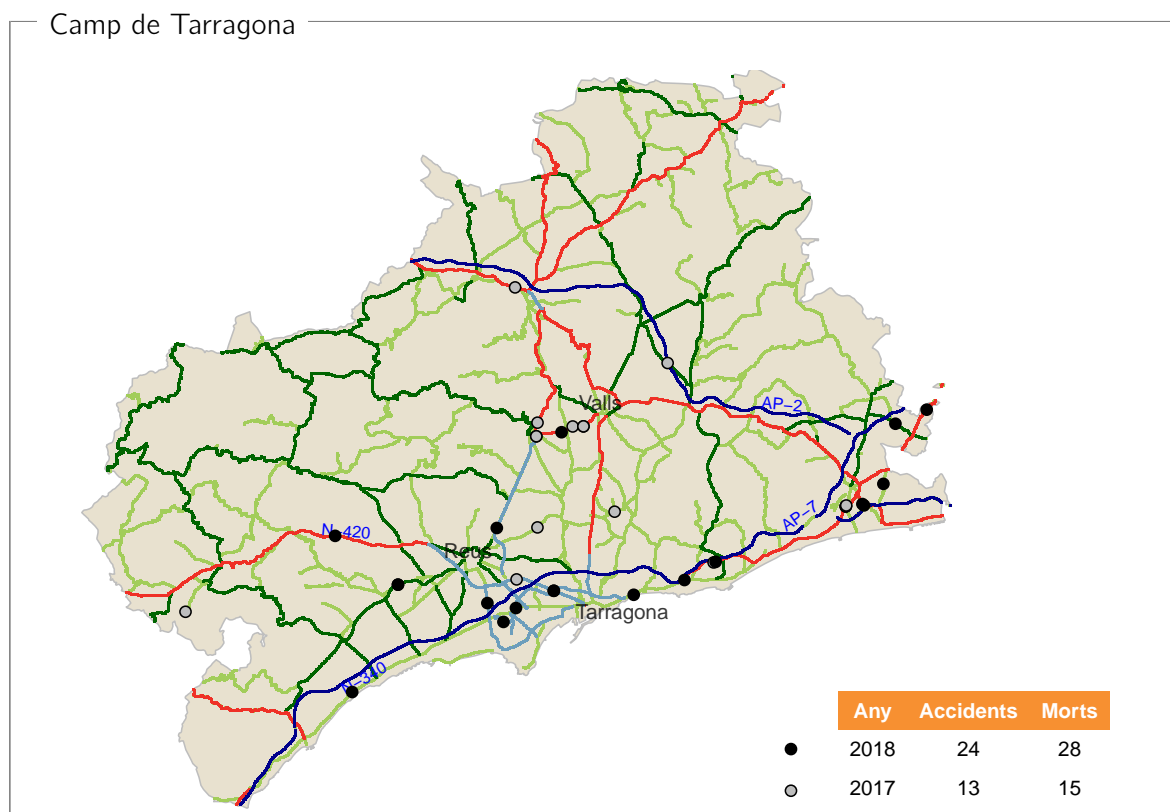 Camp de Tarragona
Valls
AP-2
AP-7
N-420
Reus
Tarragona
N-340
Any Accidents Morts
2018 24 28
2017 13 15